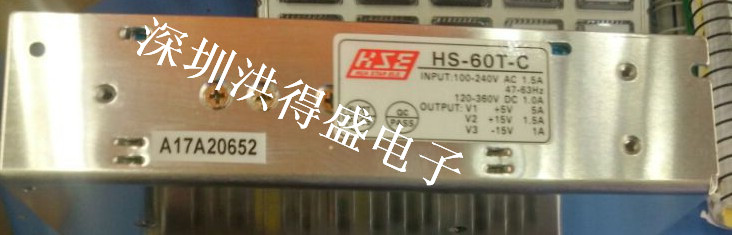 HSE
HS-60T-C
INPUT:100-240V AC 1.5A
47-63Hz
120-360V DC 1.0A
OUTPUT: V1 +5V 5A
V2 +15V 1.5A
V3 -15V 1A
QC
PASS
A17A20652
深圳洪得盛电子